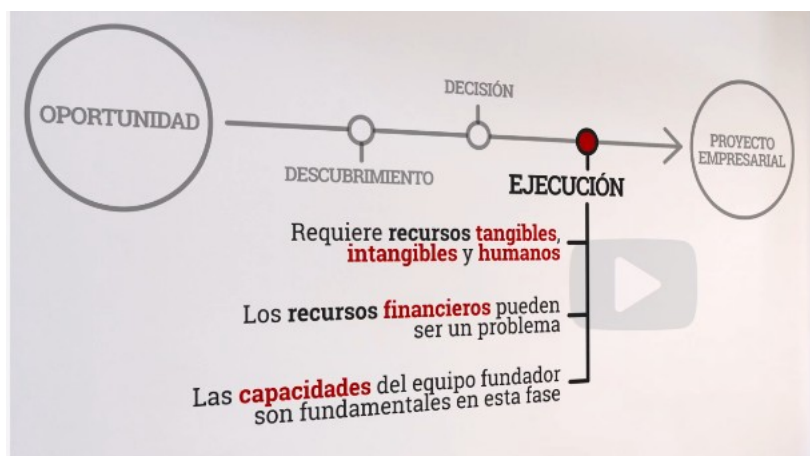 OPORTUNIDAD
DECISIÓN
DESCUBRIMIENTO
EJECUCIÓN
PROYECTO
EMPRESARIAL
Requiere recursos tangibles,
intangibles y humanos
Los recursos financieros pueden
ser un problema
Las capacidades del equipo fundador
son fundamentales en esta fase